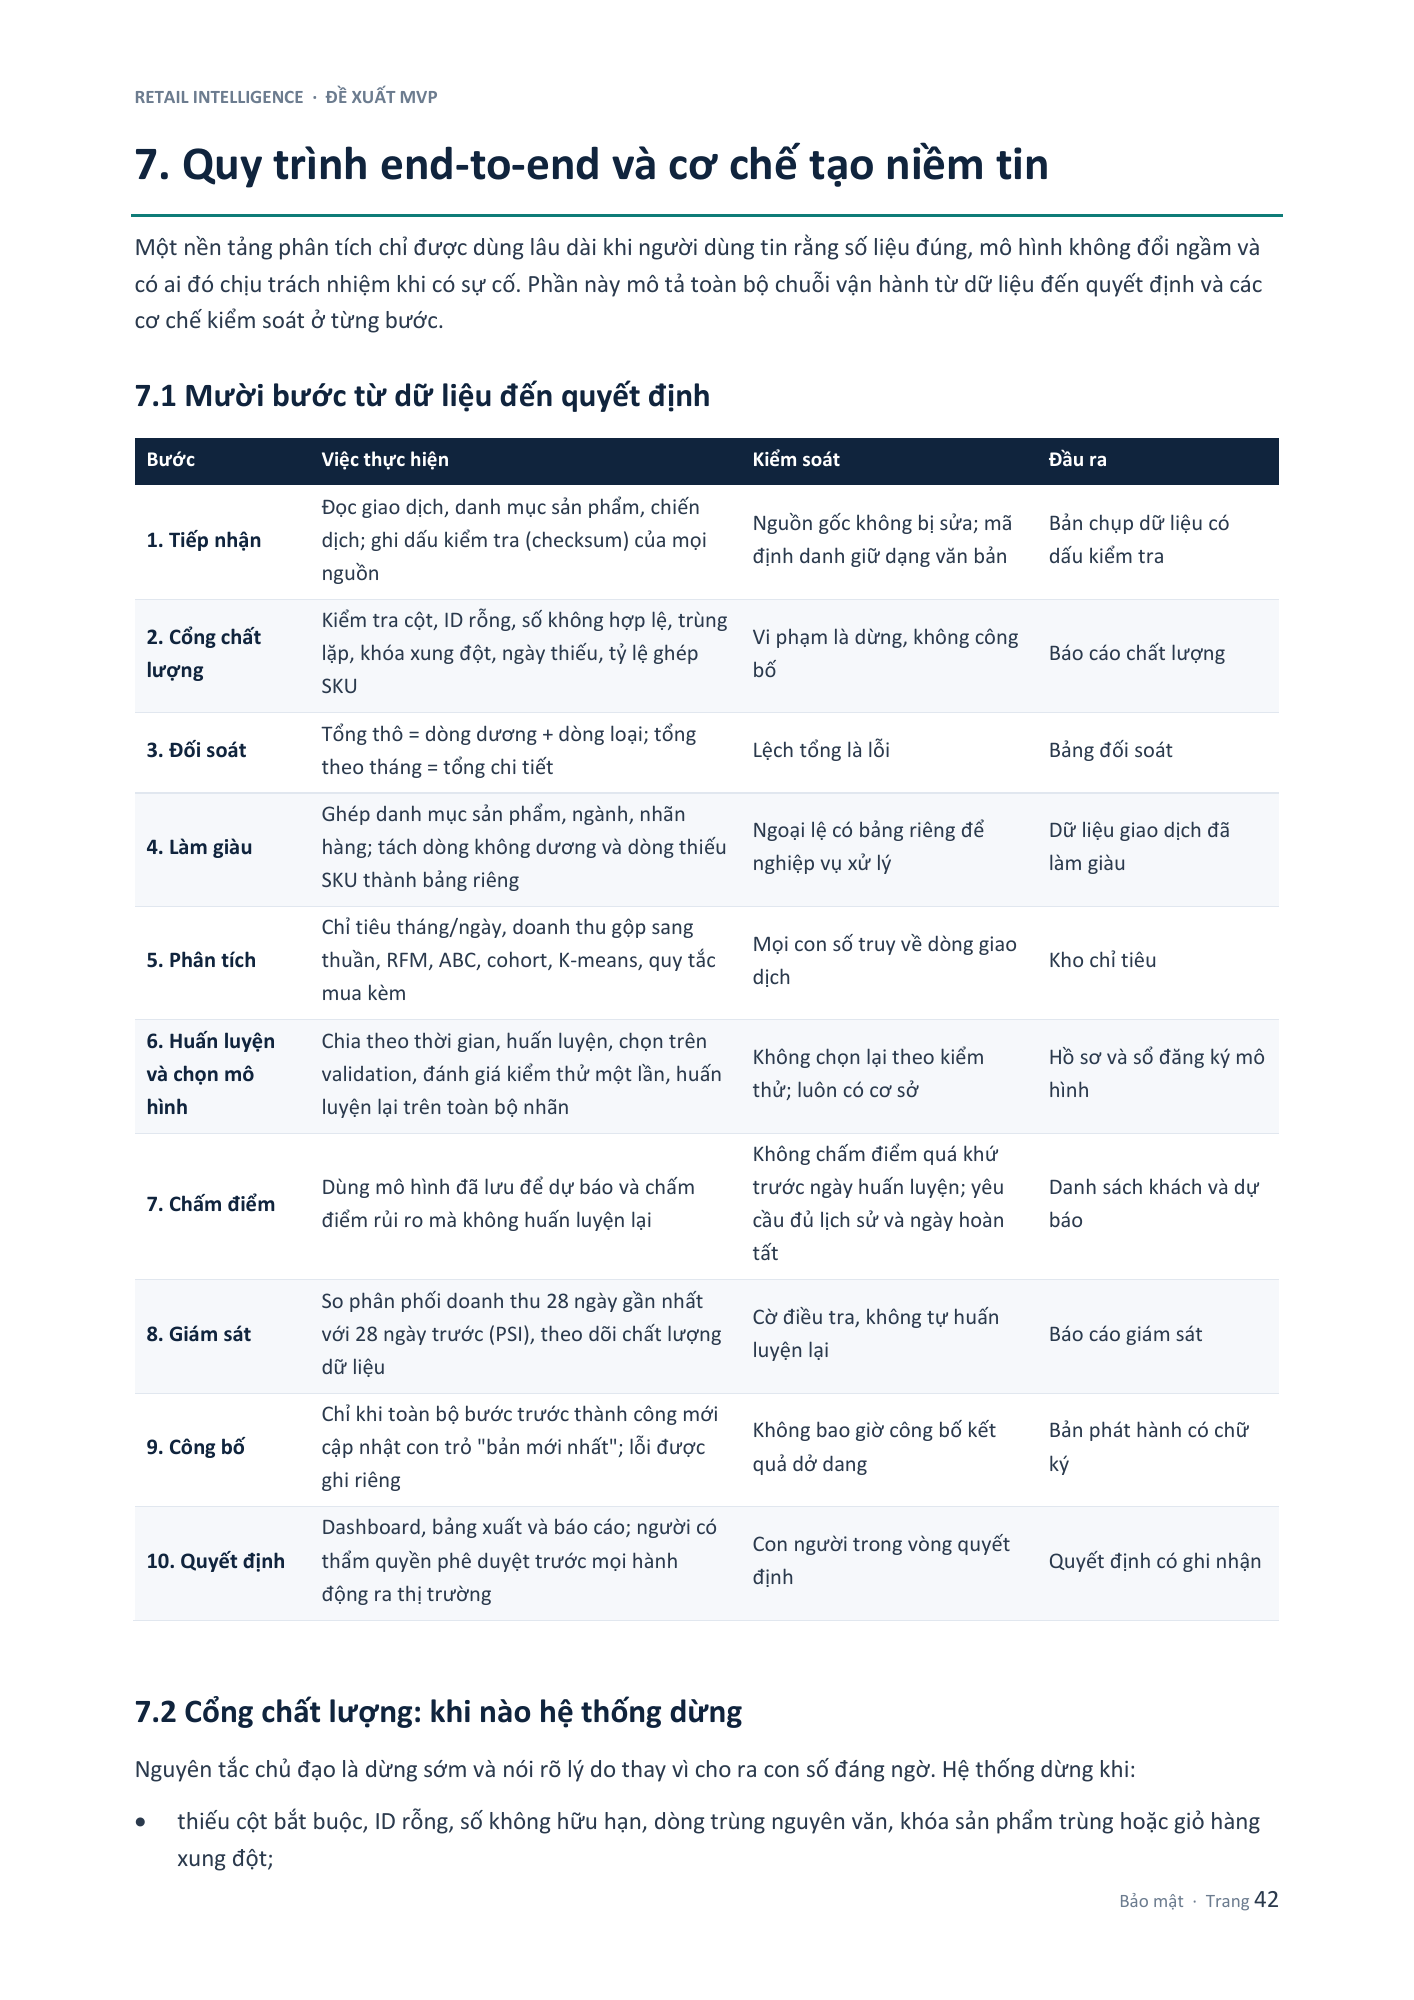 RETAIL INTELLIGENCE · ĐỀ XUẤT MVP
7. Quy trình end-to-end và cơ chế tạo niềm tin
Một nền tảng phân tích chỉ được dùng lâu dài khi người dùng tin rằng số liệu đúng, mô hình không đổi ngầm và
có ai đó chịu trách nhiệm khi có sự cố. Phần này mô tả toàn bộ chuỗi vận hành từ dữ liệu đến quyết định và các
cơ chế kiểm soát ở từng bước.
7.1 Mười bước từ dữ liệu đến quyết định
Bước Việc thực hiện Kiểm soát Đầu ra
1. Tiếp nhận
Đọc giao dịch, danh mục sản phẩm, chiến
dịch; ghi dấu kiểm tra (checksum) của mọi
nguồn
Nguồn gốc không bị sửa; mã
định danh giữ dạng văn bản
Bản chụp dữ liệu có
dấu kiểm tra
2. Cổng chất
lượng
Kiểm tra cột, ID rỗng, số không hợp lệ, trùng
lặp, khóa xung đột, ngày thiếu, tỷ lệ ghép
SKU
Vi phạm là dừng, không công
bố
Báo cáo chất lượng
3. Đối soát
Tổng thô = dòng dương + dòng loại; tổng
theo tháng = tổng chi tiết
Lệch tổng là lỗi
Bảng đối soát
4. Làm giàu
Ghép danh mục sản phẩm, ngành, nhãn
hàng; tách dòng không dương và dòng thiếu
SKU thành bảng riêng
Ngoại lệ có bảng riêng để
nghiệp vụ xử lý
Dữ liệu giao dịch đã
làm giàu
5. Phân tích
Chỉ tiêu tháng/ngày, doanh thu gộp sang
thuần, RFM, ABC, cohort, K-means, quy tắc
mua kèm
Mọi con số truy về dòng giao
dịch
Kho chỉ tiêu
6. Huấn luyện
và chọn mô
hình
Chia theo thời gian, huấn luyện, chọn trên
validation, đánh giá kiểm thử một lần, huấn
luyện lại trên toàn bộ nhãn
Không chọn lại theo kiểm
thử; luôn có cơ sở
Hồ sơ và sổ đăng ký mô
hình
7. Chấm điểm
Dùng mô hình đã lưu để dự báo và chấm
điểm rủi ro mà không huấn luyện lại
Không chấm điểm quá khứ
trước ngày huấn luyện; yêu
cầu đủ lịch sử và ngày hoàn
tất
Danh sách khách và dự
báo
8. Giám sát
So phân phối doanh thu 28 ngày gần nhất
với 28 ngày trước (PSI), theo dõi chất lượng
dữ liệu
Cờ điều tra, không tự huấn
luyện lại
Báo cáo giám sát
9. Công bố
Chỉ khi toàn bộ bước trước thành công mới
cập nhật con trỏ "bản mới nhất"; lỗi được
ghi riêng
Không bao giờ công bố kết
quả dở dang
Bản phát hành có chữ
ký
10. Quyết định
Dashboard, bảng xuất và báo cáo; người có
thẩm quyền phê duyệt trước mọi hành
động ra thị trường
Con người trong vòng quyết
định
Quyết định có ghi nhận
7.2 Cổng chất lượng: khi nào hệ thống dừng
Nguyên tắc chủ đạo là dừng sớm và nói rõ lý do thay vì cho ra con số đáng ngờ. Hệ thống dừng khi:
• thiếu cột bắt buộc, ID rỗng, số không hữu hạn, dòng trùng nguyên văn, khóa sản phẩm trùng hoặc giỏ hàng
xung đột;
Bảo mật · Trang 42